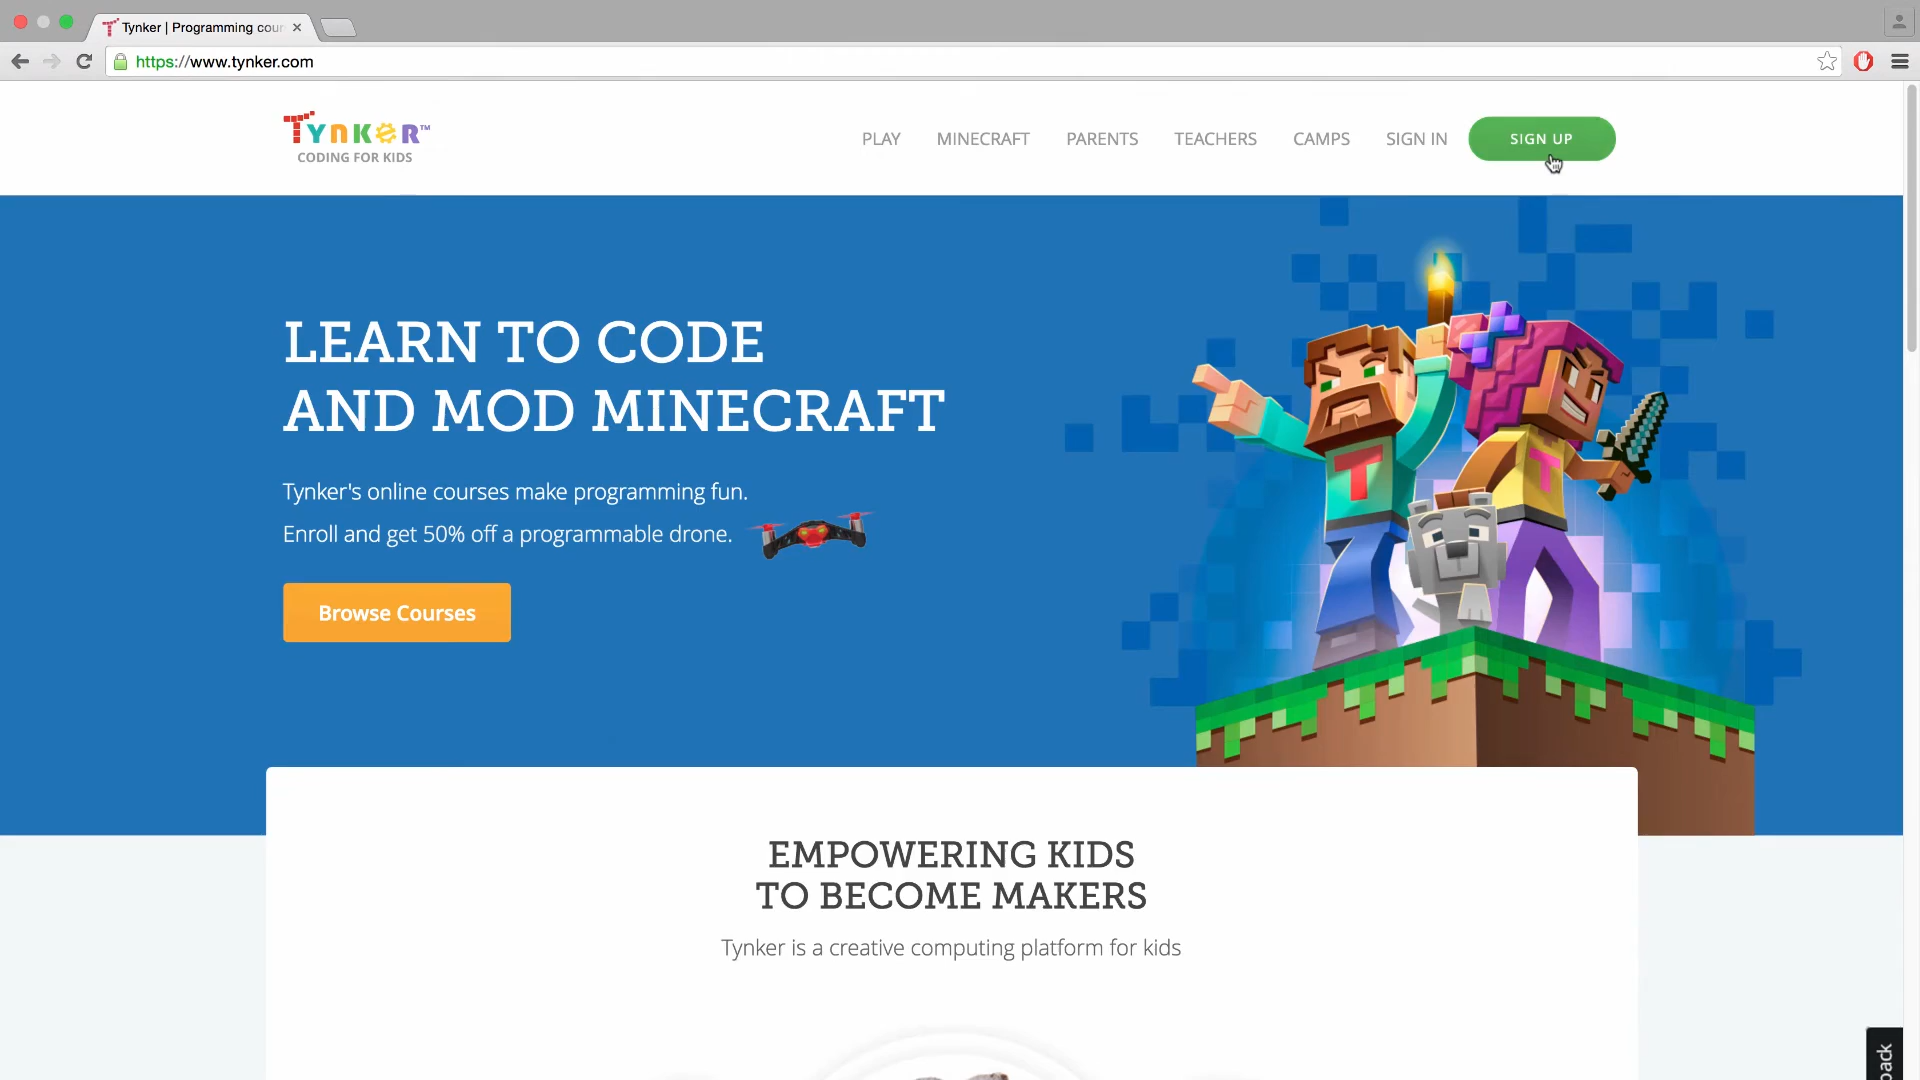 Tynker | Programming cour
https://www.tynker.com
TYNKER™
CODING FOR KIDS
PLAY
MINECRAFT
PARENTS
TEACHERS
CAMPS
SIGN IN
SIGN UP
LEARN TO CODE
AND MOD MINECRAFT
Tynker's online courses make programming fun.
Enroll and get 50% off a programmable drone.
Browse Courses
T
T
EMPOWERING KIDS
TO BECOME MAKERS
Tynker is a creative computing platform for kids
back